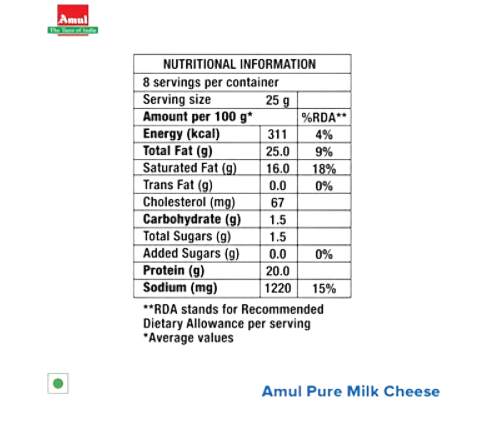 Amul
The Taste of India
NUTRITIONAL INFORMATION
8 servings per container
Serving size 25 g
Amount per 100 g* %RDA**
Energy (kcal) 311 4%
Total Fat (g) 25.0 9%
Saturated Fat (g) 16.0 18%
Trans Fat (g) 0.0 0%
Cholesterol (mg) 67
Carbohydrate (g) 1.5
Total Sugars (g) 1.5
Added Sugars (g) 0.0 0%
Protein (g) 20.0
Sodium (mg) 1220 15%
**RDA stands for Recommended
Dietary Allowance per serving
*Average values
Amul Pure Milk Cheese